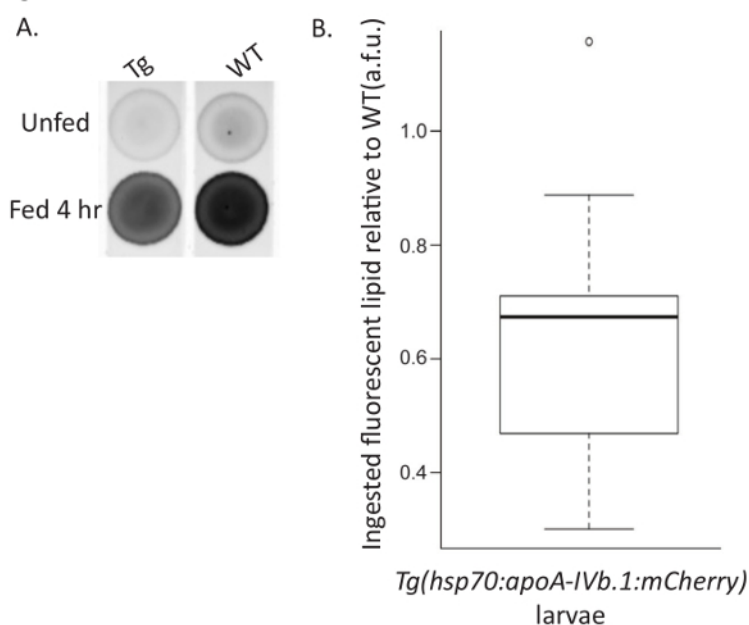 A.
Tg WT
Unfed
Fed 4 hr
B.
Ingested fluorescent lipid relative to WT(a.f.u.)
1.0
0.8
0.6
0.4
Tg(hsp70:apoA-IVb.1:mCherry)
larvae